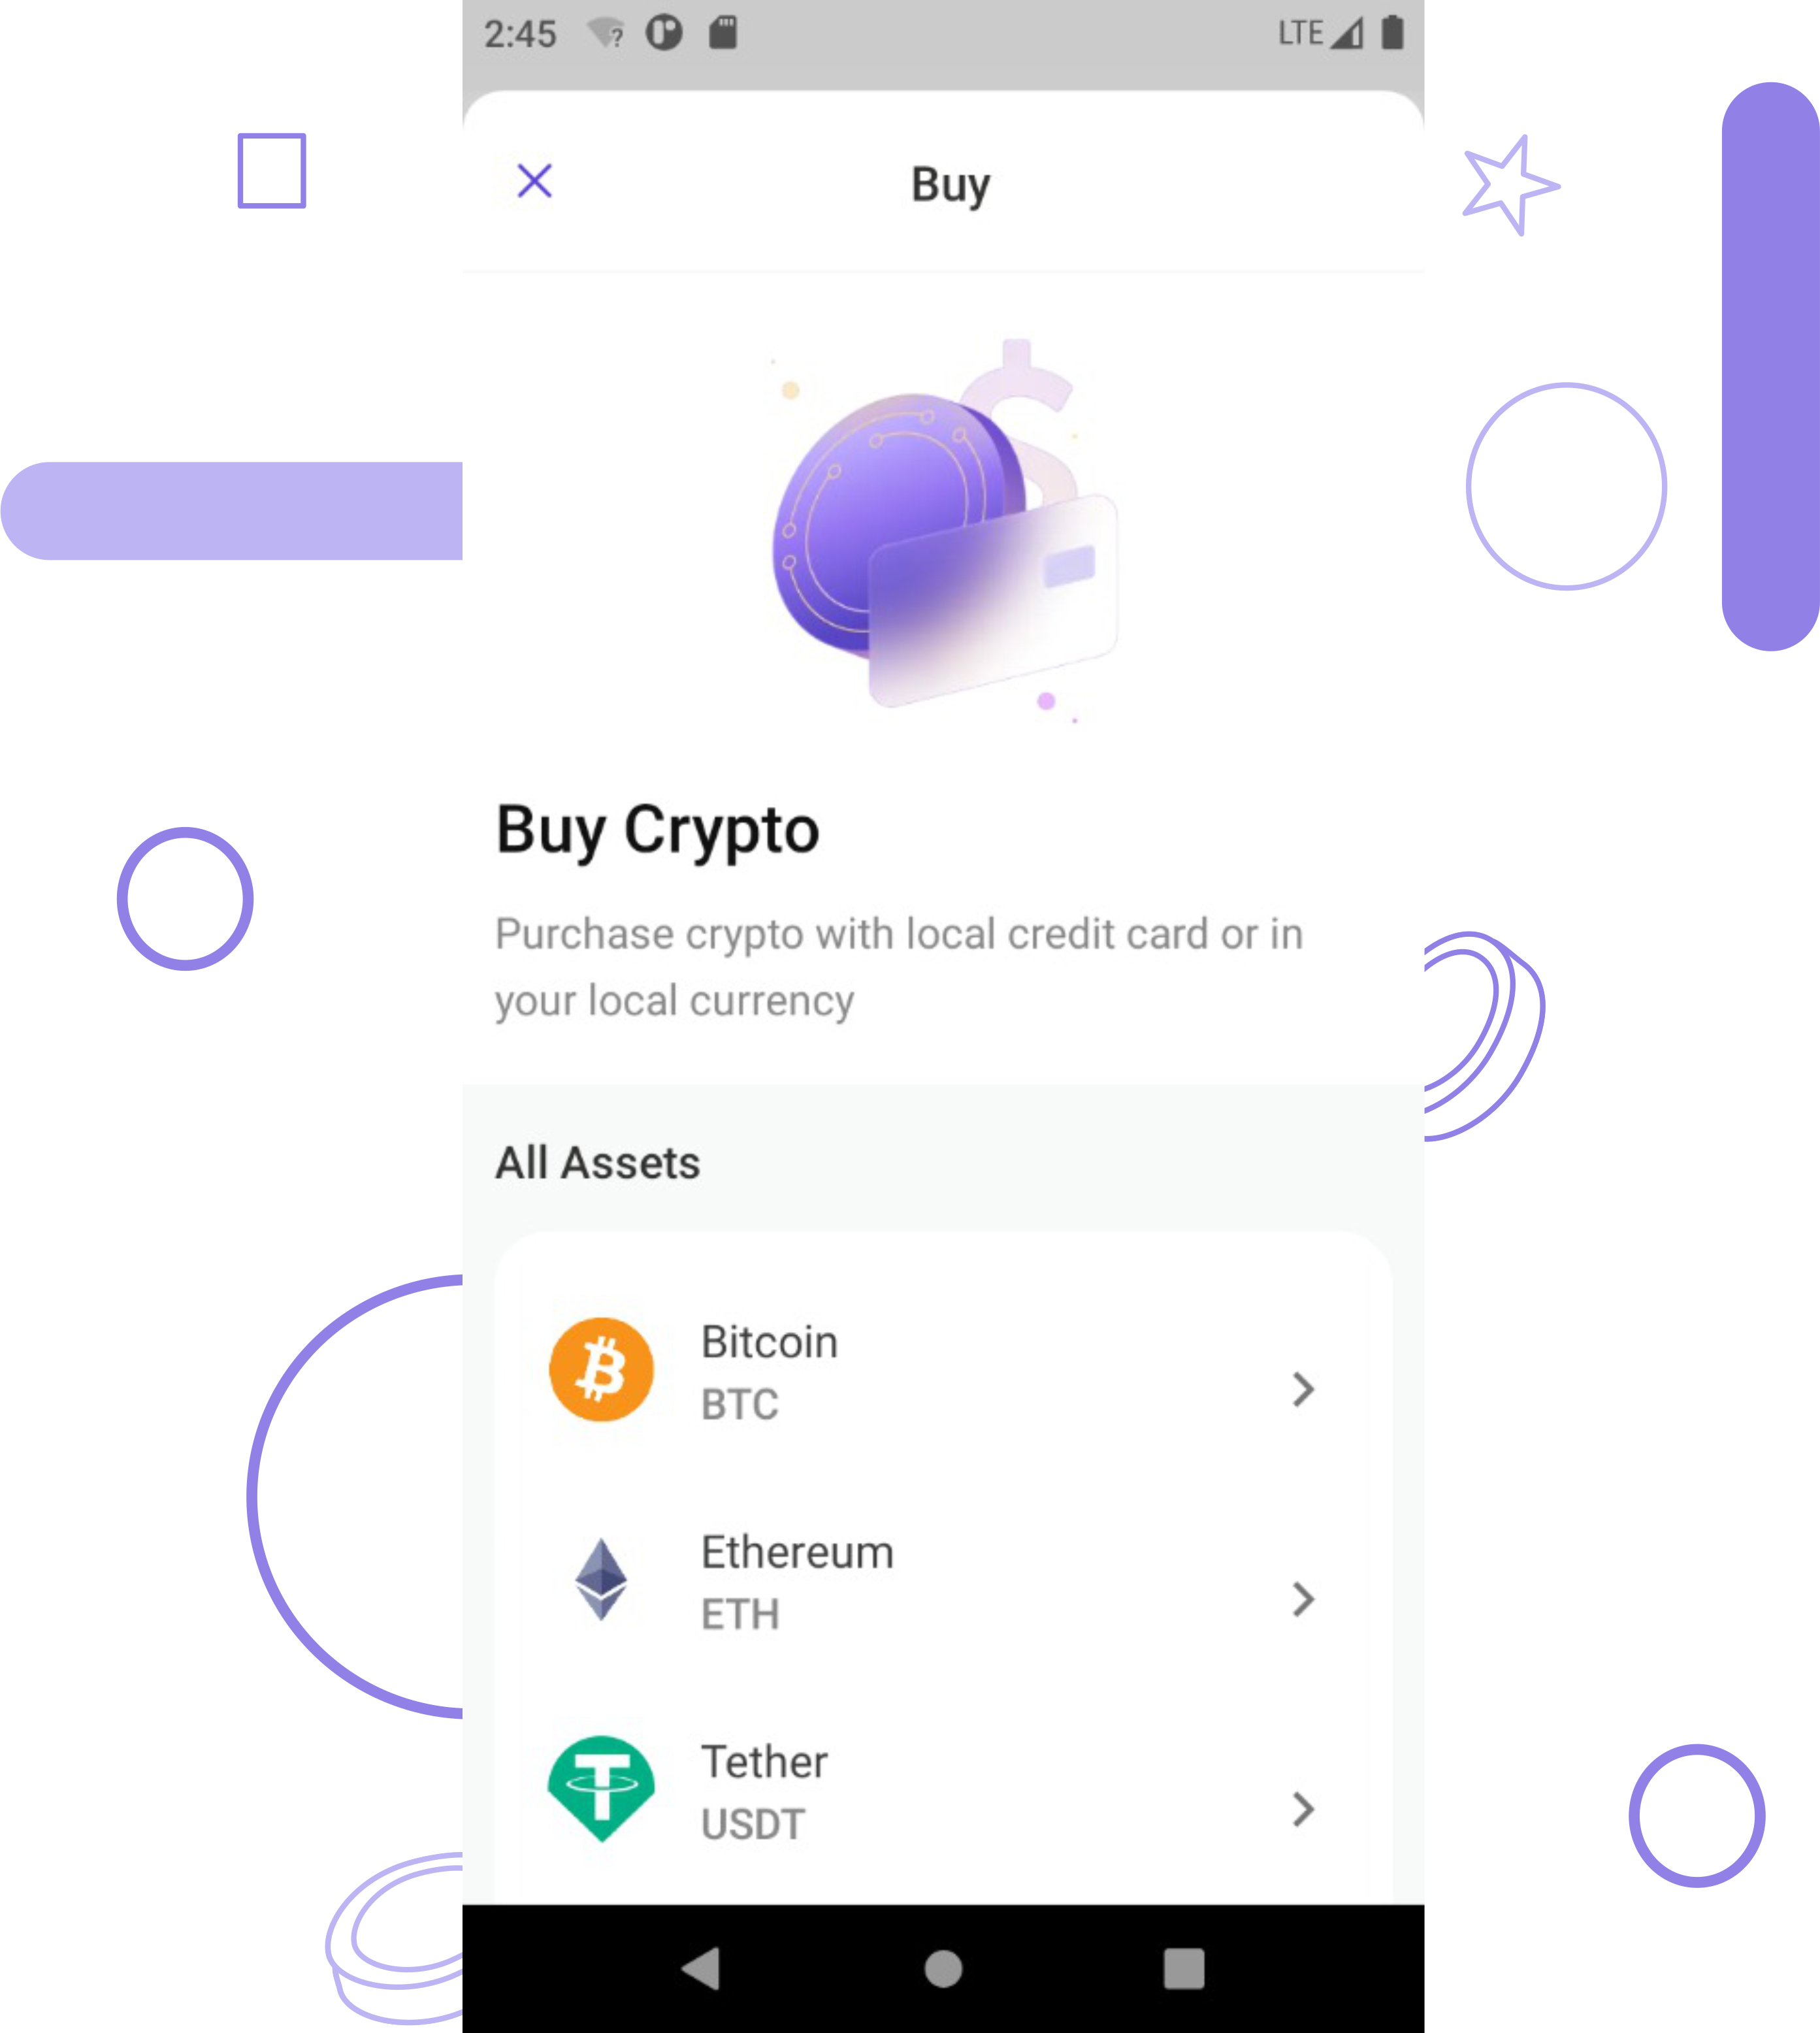 2:45
LTE
Buy
Buy Crypto
Purchase crypto with local credit card or in
your local currency
All Assets
Bitcoin
BTC
Ethereum
ETH
Tether
USDT